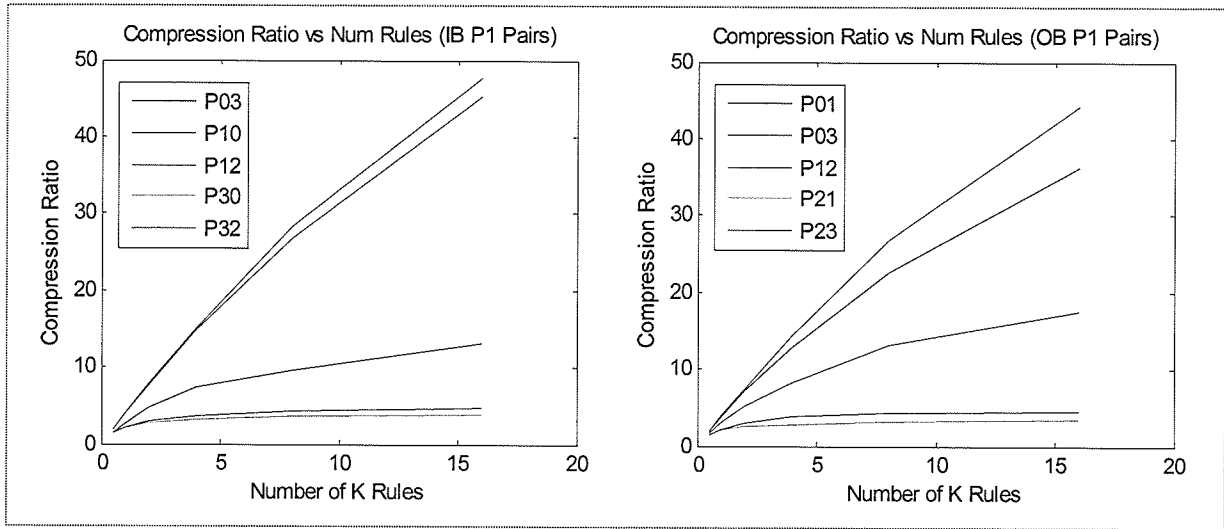 Compression Ratio vs Num Rules (IB P1 Pairs)
50
40
30
20
10
0
Compression Ratio
P03
P10
P12
P30
P32
0
5
10
15
20
Number of K Rules
Compression Ratio vs Num Rules (OB P1 Pairs)
50
40
30
20
10
0
Compression Ratio
P01
P03
P12
P21
P23
0
5
10
15
20
Number of K Rules